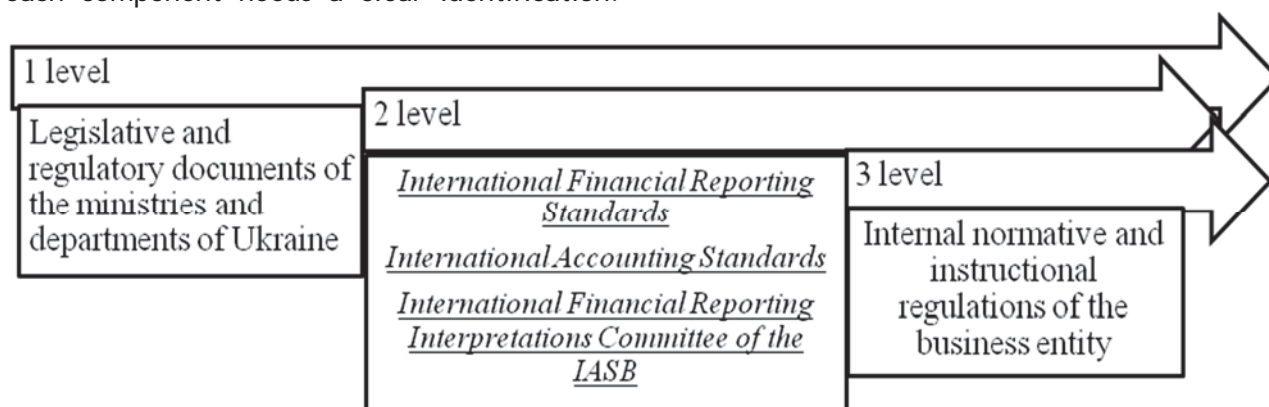 each component needs a clear identification.
1 level
Legislative and
regulatory documents of
the ministries and
departments of Ukraine
2 level
International Financial Reporting
Standards
International Accounting Standards
International Financial Reporting
Interpretations Committee of the
IASB
3 level
Internal normative and
instructional
regulations of the
business entity